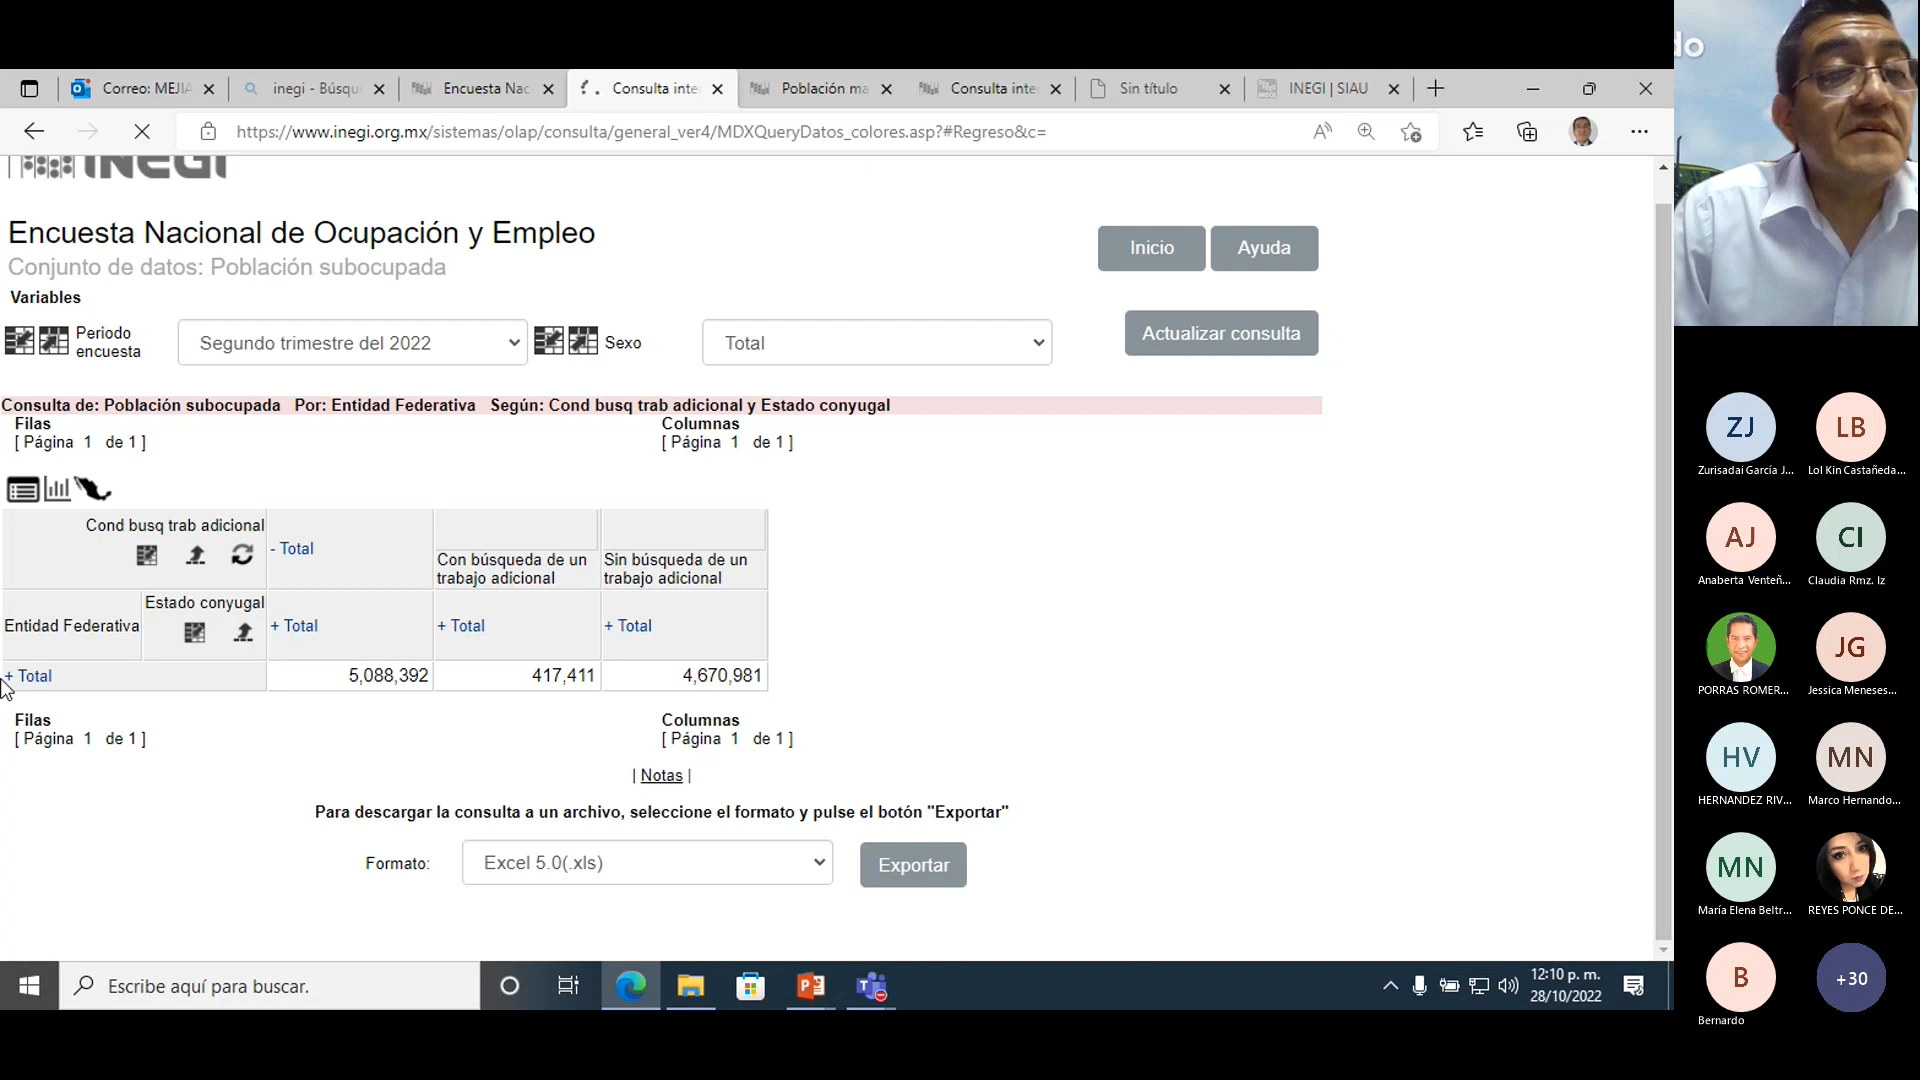 do
Correo: MEJIA
inegi - Búsqu
Encuesta Nac
Consulta inte
Población ma
Consulta inte
Sin título
INEGI | SIAU
https://www.inegi.org.mx/sistemas/olap/consulta/general_ver4/MDXQueryDatos_colores.asp?#Regreso&c=
INEGI
Encuesta Nacional de Ocupación y Empleo
Conjunto de datos: Población subocupada
Inicio
Ayuda
Variables
Periodo
encuesta
Segundo trimestre del 2022
Sexo
Total
Actualizar consulta
Consulta de: Población subocupada Por: Entidad Federativa Según: Cond busq trab adicional y Estado conyugal
Filas
[ Página 1 de 1 ]
Columnas
[ Página 1 de 1 ]
Cond busq trab adicional
- Total
Con búsqueda de un
trabajo adicional
Sin búsqueda de un
trabajo adicional
Entidad Federativa
Estado conyugal
+ Total
+ Total
+ Total
+ Total
5,088,392
417,411
4,670,981
Filas
[ Página 1 de 1 ]
Columnas
[ Página 1 de 1 ]
| Notas |
Para descargar la consulta a un archivo, seleccione el formato y pulse el botón "Exportar"
Formato:
Excel 5.0(.xls)
Exportar
Escribe aquí para buscar.
12:10 p. m.
28/10/2022
ZJ
Zurisadai García J...
LB
Lol Kin Castañeda...
AJ
Anaberta Venteñ...
CI
Claudia Rmz. Iz
PORRAS ROMER...
JG
Jessica Meneses...
HV
HERNANDEZ RIV...
MN
Marco Hernando...
MN
María Elena Beltr...
REYES PONCE DE...
B
Bernardo
+30